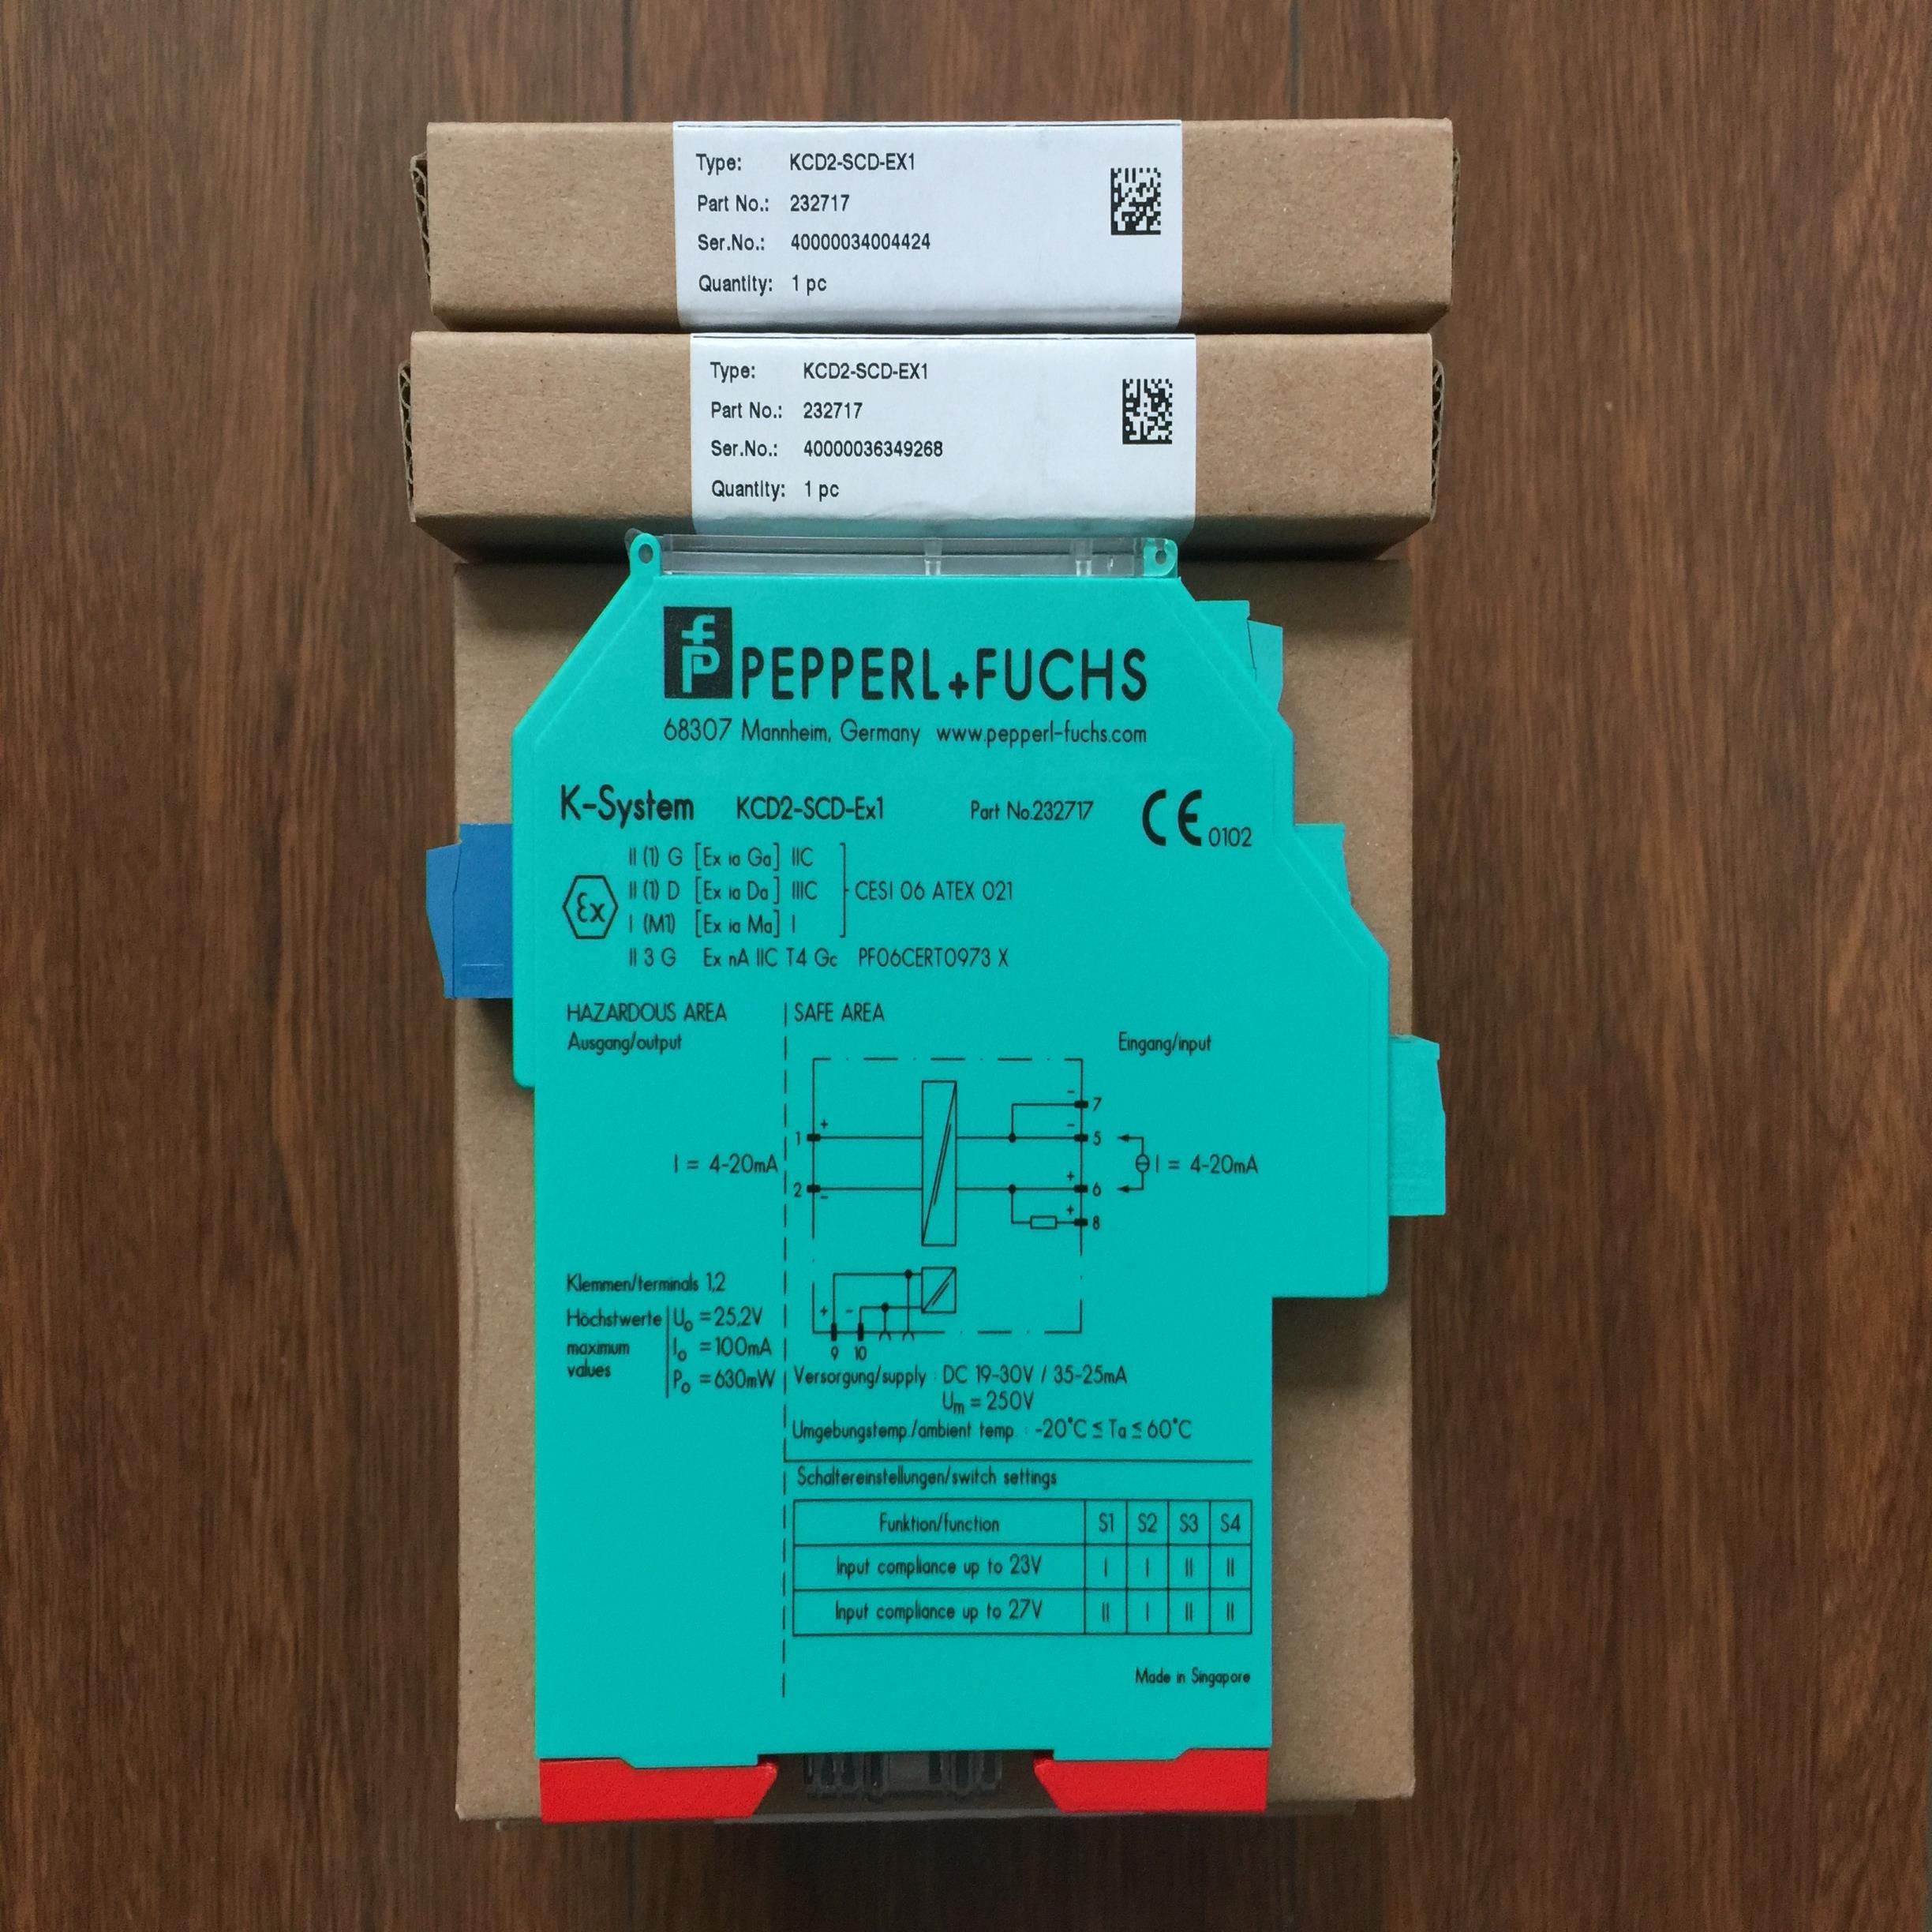 Type: KCD2-SCD-EX1
Part No.: 232717
Ser.No.: 40000034004424
Quantity: 1 pc
Type: KCD2-SCD-EX1
Part No.: 232717
Ser.No.: 40000036349268
Quantity: 1 pc
PEPPERL+FUCHS
68307 Mannheim, Germany www.pepperl-fuchs.com
K-System KCD2-SCD-Ex1 Part No.232717 CE 0102
II (1) G [Ex ia Ga] IIC
Ex II (1) D [Ex ia Da] IIIC CESI 06 ATEX 021
I (M1) [Ex ia Ma] I
II 3 G Ex nA IIC T4 Gc PF06CERT0973 X
HAZARDOUS AREA SAFE AREA
Ausgang/output Eingang/input
- 7
1 + - 5
I = 4-20mA I = 4-20mA
2 - + 6
+ 8
Klemmen/terminals 1,2
Höchstwerte Uo =25,2V
maximum Io =100mA
values Po =630mW
+ -
9 10
Versorgung/supply : DC 19-30V / 35-25mA
Um = 250V
Umgebungstemp./ambient temp. : -20°C ≤ Ta ≤ 60°C
Schaltereinstellungen/switch settings
Funktion/function S1 S2 S3 S4
Input compliance up to 23V I I II II
Input compliance up to 27V II I II II
Made in Singapore